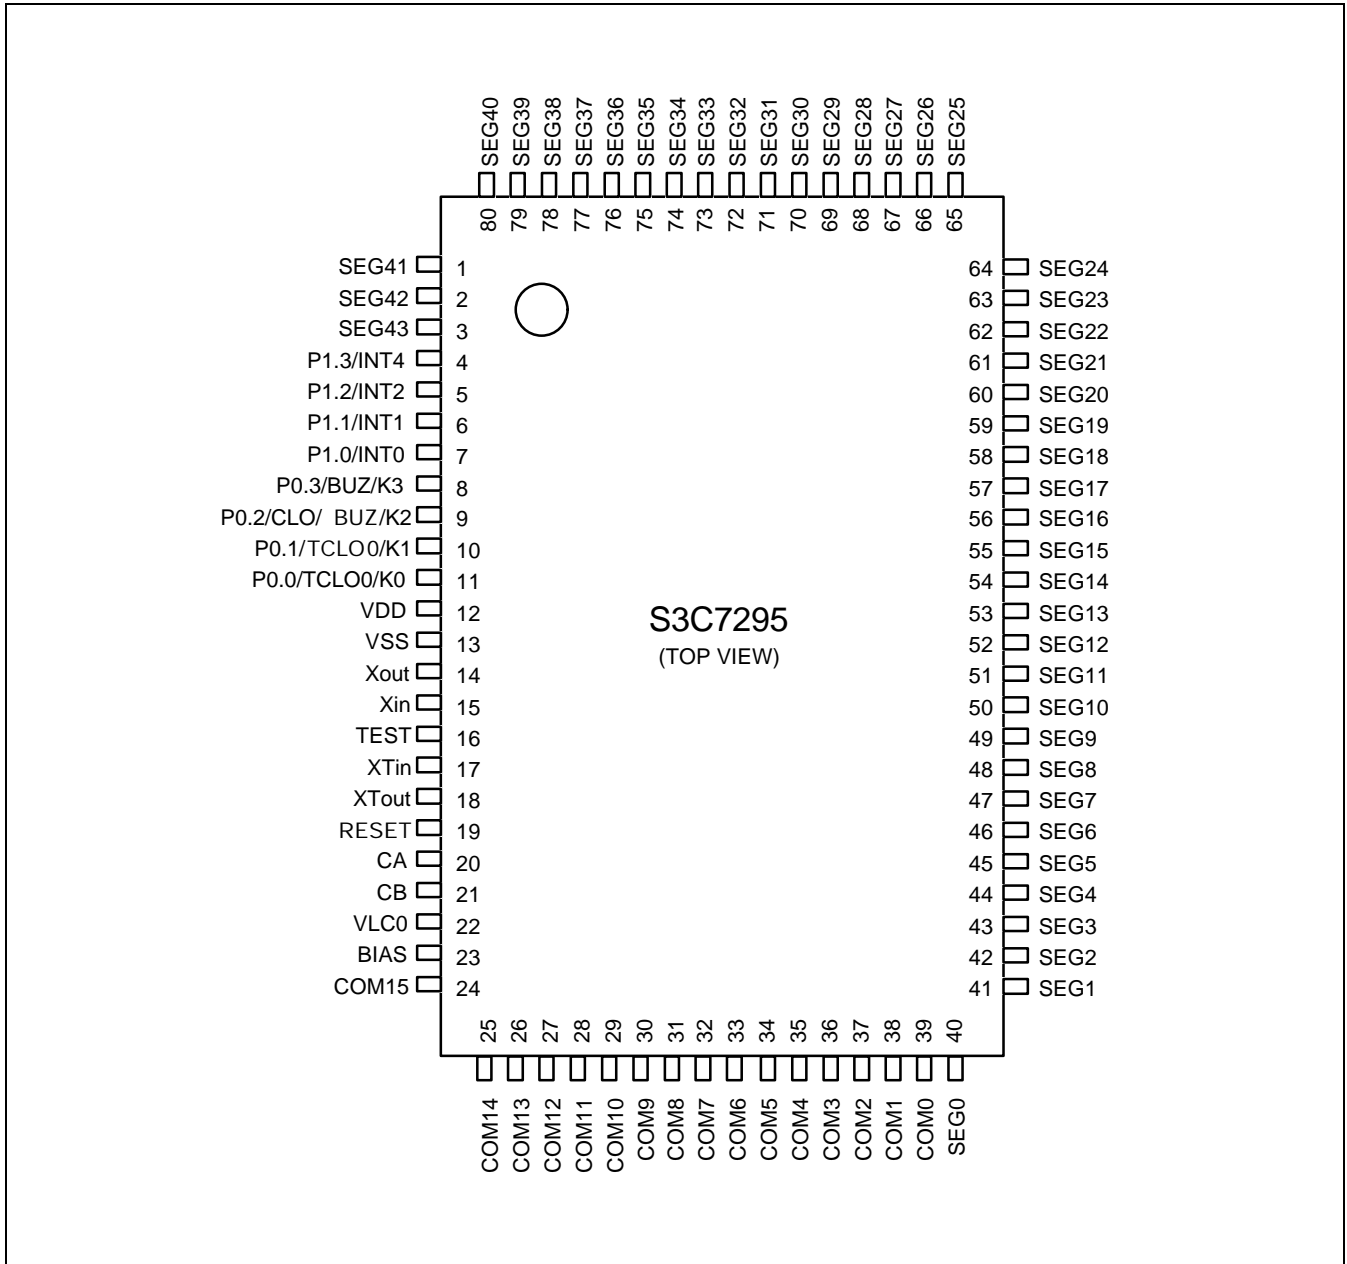 SEG40
SEG39
SEG38
SEG37
SEG36
SEG35
SEG34
SEG33
SEG32
SEG31
SEG30
SEG29
SEG28
SEG27
SEG26
SEG25
80
79
78
77
76
75
74
73
72
71
70
69
68
67
66
65
SEG41 1
SEG42 2
SEG43 3
P1.3/INT4 4
P1.2/INT2 5
P1.1/INT1 6
P1.0/INT0 7
P0.3/BUZ/K3 8
P0.2/CLO/ BUZ/K2 9
P0.1/TCLO0/K1 10
P0.0/TCLO0/K0 11
VDD 12
VSS 13
Xout 14
Xin 15
TEST 16
XTin 17
XTout 18
RESET 19
CA 20
CB 21
VLC0 22
BIAS 23
COM15 24
S3C7295
(TOP VIEW)
64 SEG24
63 SEG23
62 SEG22
61 SEG21
60 SEG20
59 SEG19
58 SEG18
57 SEG17
56 SEG16
55 SEG15
54 SEG14
53 SEG13
52 SEG12
51 SEG11
50 SEG10
49 SEG9
48 SEG8
47 SEG7
46 SEG6
45 SEG5
44 SEG4
43 SEG3
42 SEG2
41 SEG1
25
26
27
28
29
30
31
32
33
34
35
36
37
38
39
40
COM14
COM13
COM12
COM11
COM10
COM9
COM8
COM7
COM6
COM5
COM4
COM3
COM2
COM1
COM0
SEG0